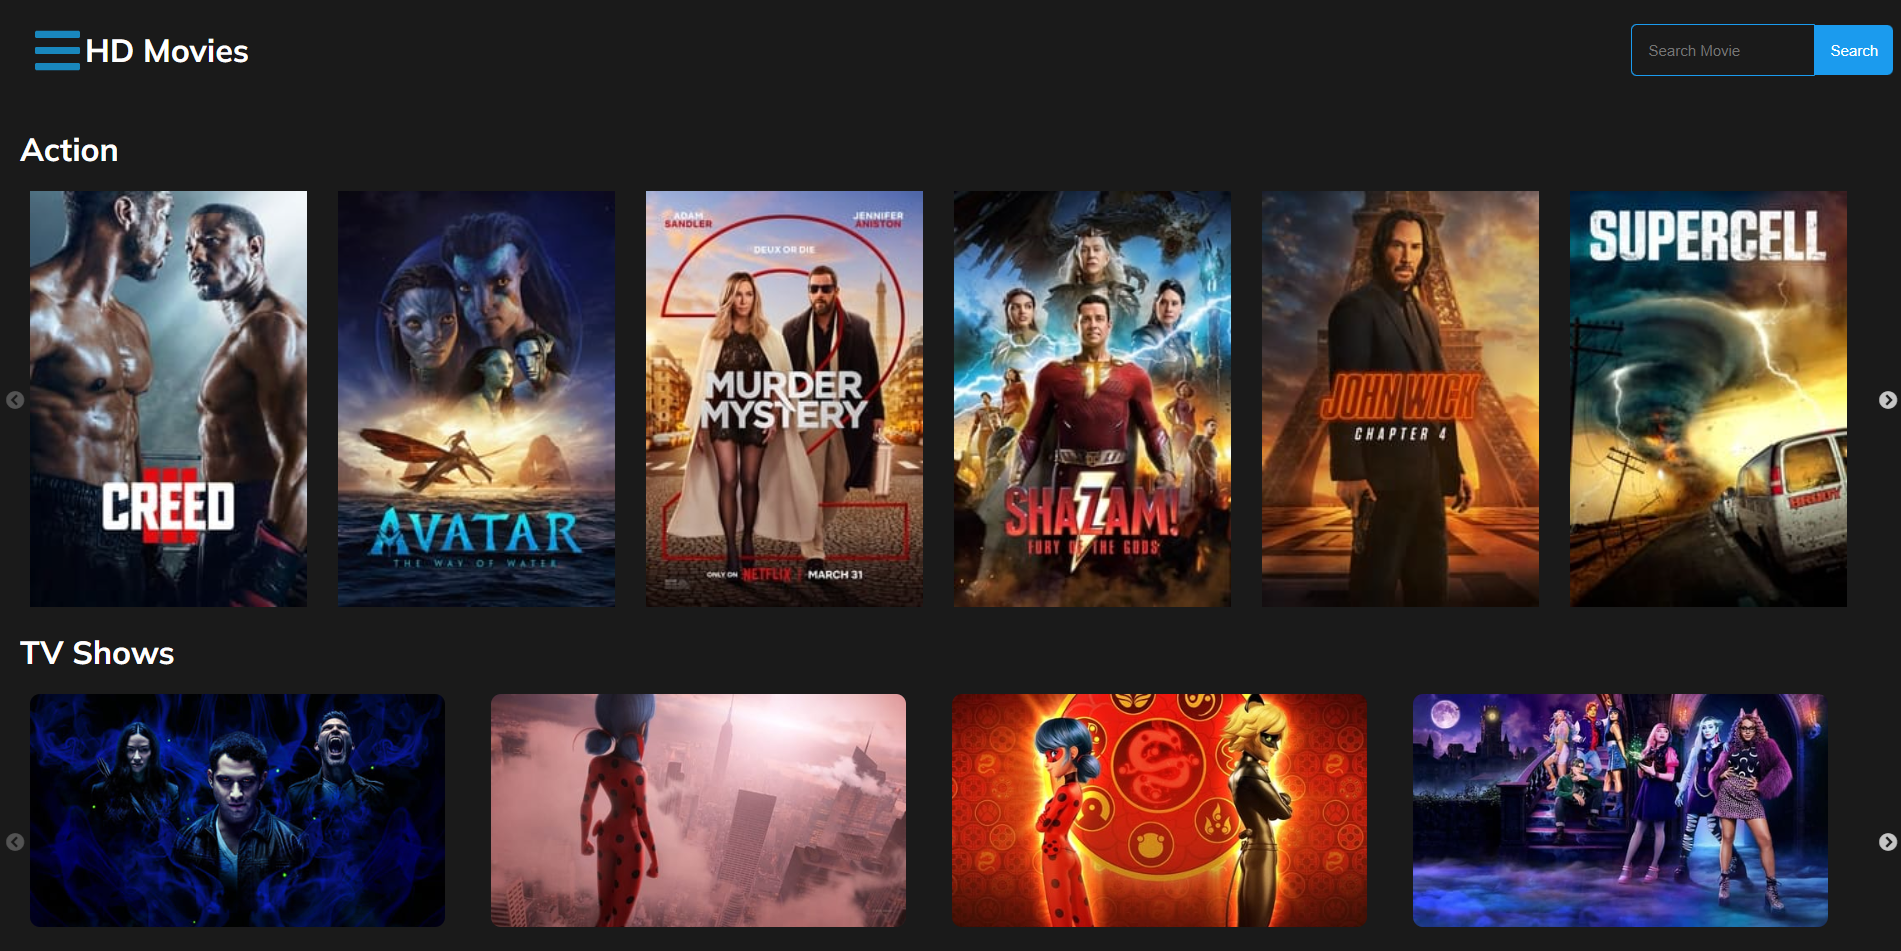 HD Movies
Search Movie
Search
Action
CREED
III
AVATAR
THE WAY OF WATER
ADAM
SANDLER
JENNIFER
ANISTON
DEUX OR DIE
MURDER
MYSTERY
2
ONLY ON NETFLIX | MARCH 31
SHAZAM!
FURY OF THE GODS
JOHN WICK
CHAPTER 4
SUPERCELL
TV Shows